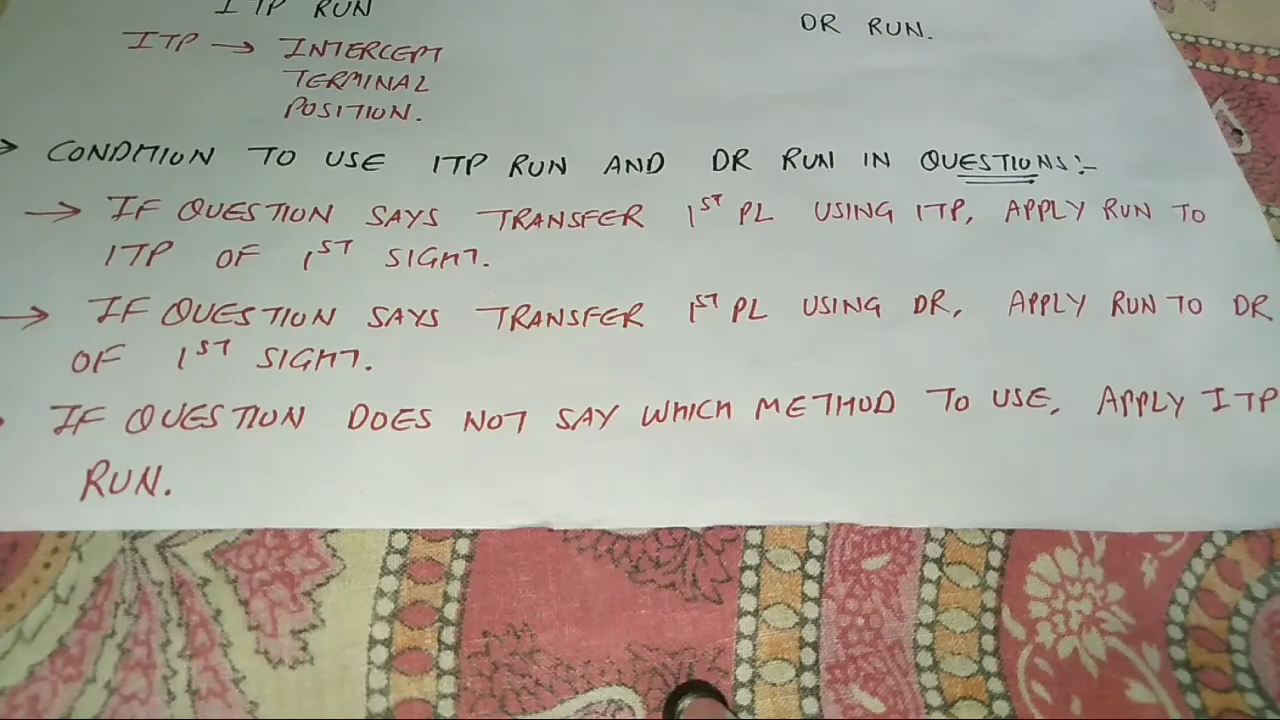 ITP RUN
DR RUN.
ITP → INTERCEPT
TERMINAL
POSITION.
→ CONDITION TO USE ITP RUN AND DR RUN IN QUESTIONS:-
→ IF QUESTION SAYS TRANSFER 1ST PL USING ITP, APPLY RUN TO
ITP OF 1ST SIGHT.
→ IF QUESTION SAYS TRANSFER 1ST PL USING DR, APPLY RUN TO DR
OF 1ST SIGHT.
IF QUESTION DOES NOT SAY WHICH METHOD TO USE, APPLY ITP
RUN.